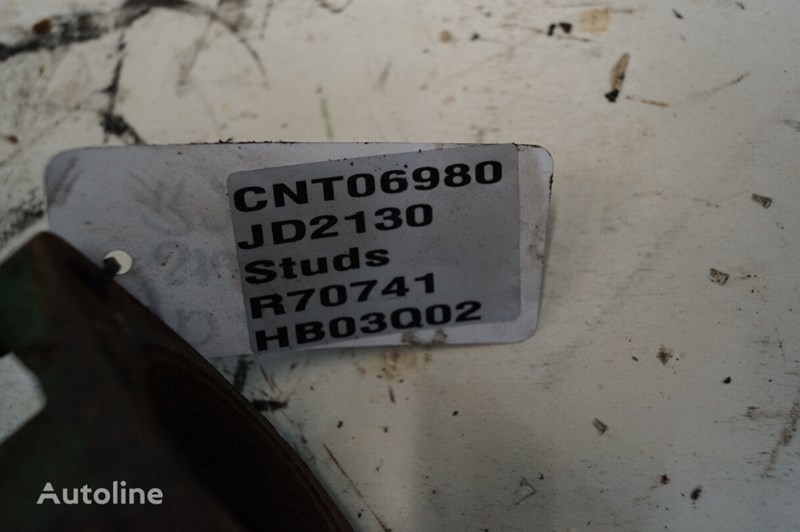 CNT06980
JD2130
Studs
R70741
HB03Q02
Autoline